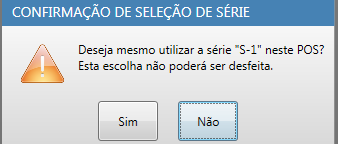 CONFIRMAÇÃO DE SELEÇÃO DE SÉRIE
Deseja mesmo utilizar a série "S-1" neste POS?
Esta escolha não poderá ser desfeita.
Sim
Não